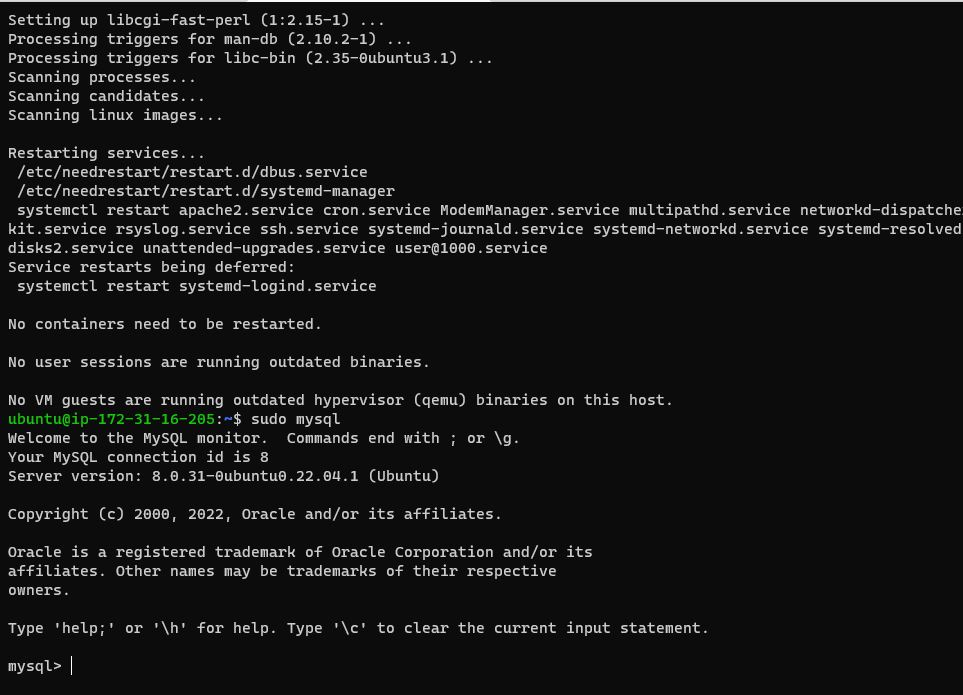 Setting up libcgi-fast-perl (1:2.15-1) ...
Processing triggers for man-db (2.10.2-1) ...
Processing triggers for libc-bin (2.35-0ubuntu3.1) ...
Scanning processes...
Scanning candidates...
Scanning linux images...

Restarting services...
 /etc/needrestart/restart.d/dbus.service
 /etc/needrestart/restart.d/systemd-manager
 systemctl restart apache2.service cron.service ModemManager.service multipathd.service networkd-dispatche
kit.service rsyslog.service ssh.service systemd-journald.service systemd-networkd.service systemd-resolved
disks2.service unattended-upgrades.service user@1000.service
Service restarts being deferred:
 systemctl restart systemd-logind.service

No containers need to be restarted.

No user sessions are running outdated binaries.

No VM guests are running outdated hypervisor (qemu) binaries on this host.
ubuntu@ip-172-31-16-205:~$ sudo mysql
Welcome to the MySQL monitor.  Commands end with ; or \g.
Your MySQL connection id is 8
Server version: 8.0.31-0ubuntu0.22.04.1 (Ubuntu)

Copyright (c) 2000, 2022, Oracle and/or its affiliates.

Oracle is a registered trademark of Oracle Corporation and/or its
affiliates. Other names may be trademarks of their respective
owners.

Type 'help;' or '\h' for help. Type '\c' to clear the current input statement.

mysql>